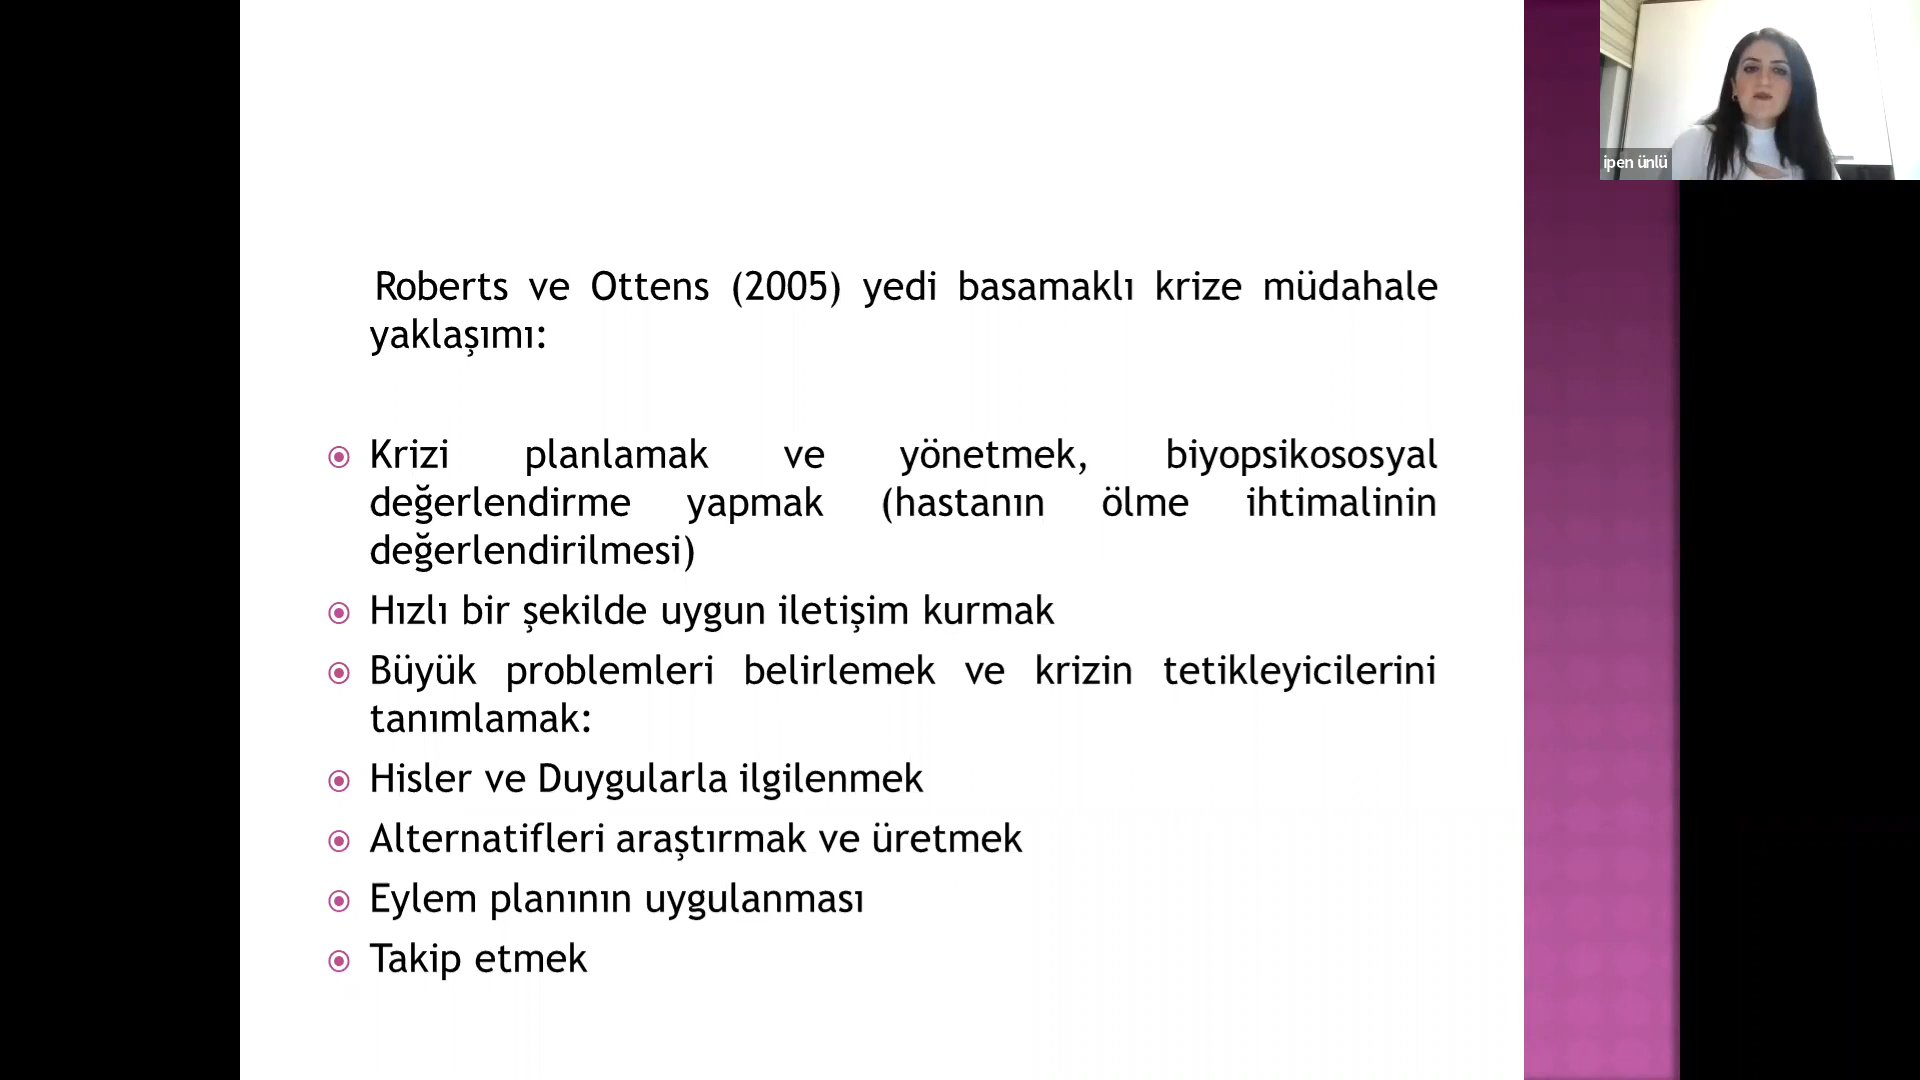 Roberts ve Ottens (2005) yedi basamaklı krize müdahale
yaklaşımı:
Krizi planlamak ve yönetmek, biyopsikososyal
değerlendirme yapmak (hastanın ölme ihtimalinin
değerlendirilmesi)
Hızlı bir şekilde uygun iletişim kurmak
Büyük problemleri belirlemek ve krizin tetikleyicilerini
tanımlamak:
Hisler ve Duygularla ilgilenmek
Alternatifleri araştırmak ve üretmek
Eylem planının uygulanması
Takip etmek
ipen ünlü